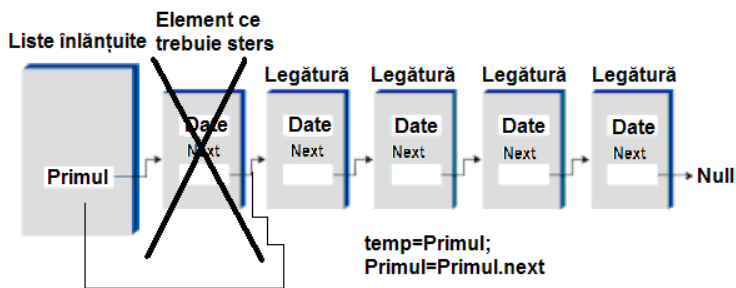 Liste înlănțuite
Element ce
trebuie sters
Legătură
Legătură
Legătură
Legătură
Date
Next
Date
Next
Date
Next
Date
Next
Date
Next
Primul
Null
temp=Primul;
Primul=Primul.next